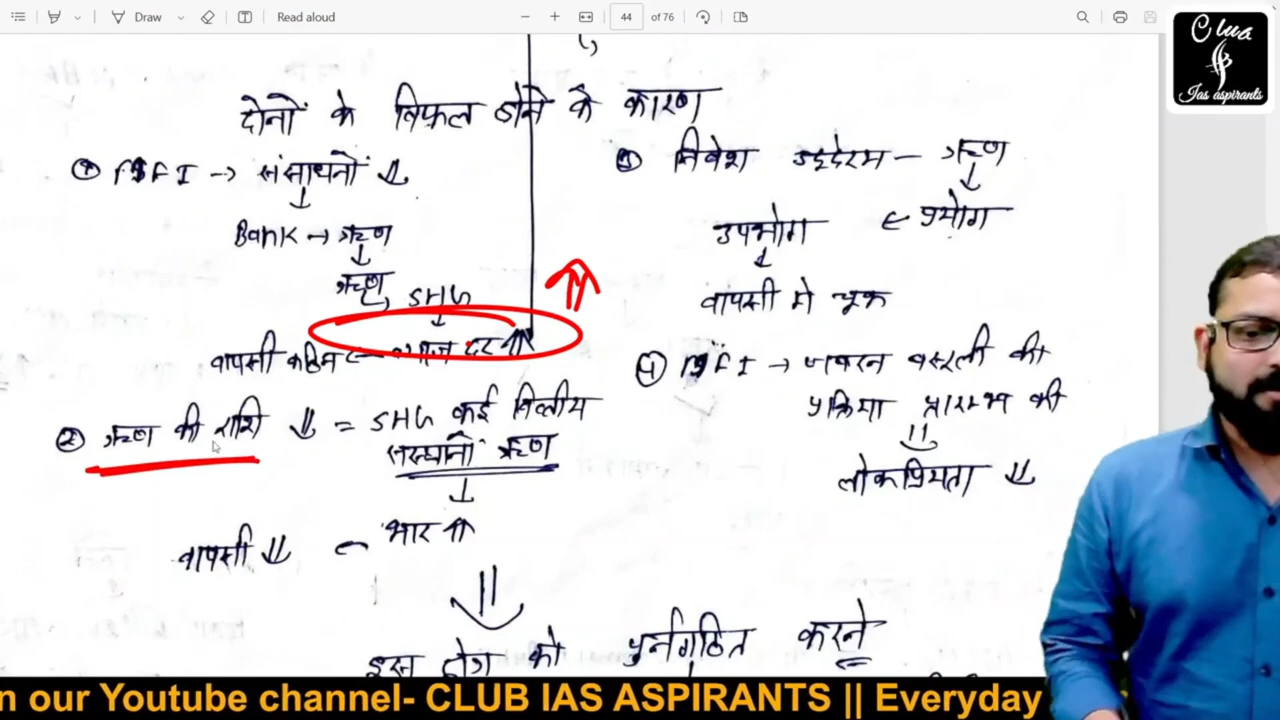 Draw
Read aloud
44 of 76
Club
Ias aspirants
दोनों के विफल होने के कारण
① MFI → संसाधनों ⇓
↓
Bank → ऋण
↓
ऋण
↳ SHG
↓
वापसी कठिन ← ब्याज दर ⇑
② ऋण की राशि ⇓ = SHG कई वित्तीय
संस्थानों ऋण
↓
भार ⇑
वापसी ⇓ ←
③ निवेश उद्देश्य – ऋण
↓
उपभोग ← प्रयोग
↓
वापसी में चूक
④ MFI → जबरन वसूली की
प्रक्रिया प्रारम्भ की
लोकप्रियता ⇓
इस क्षेत्र को पुर्नगठित करने
n our Youtube channel- CLUB IAS ASPIRANTS || Everyday